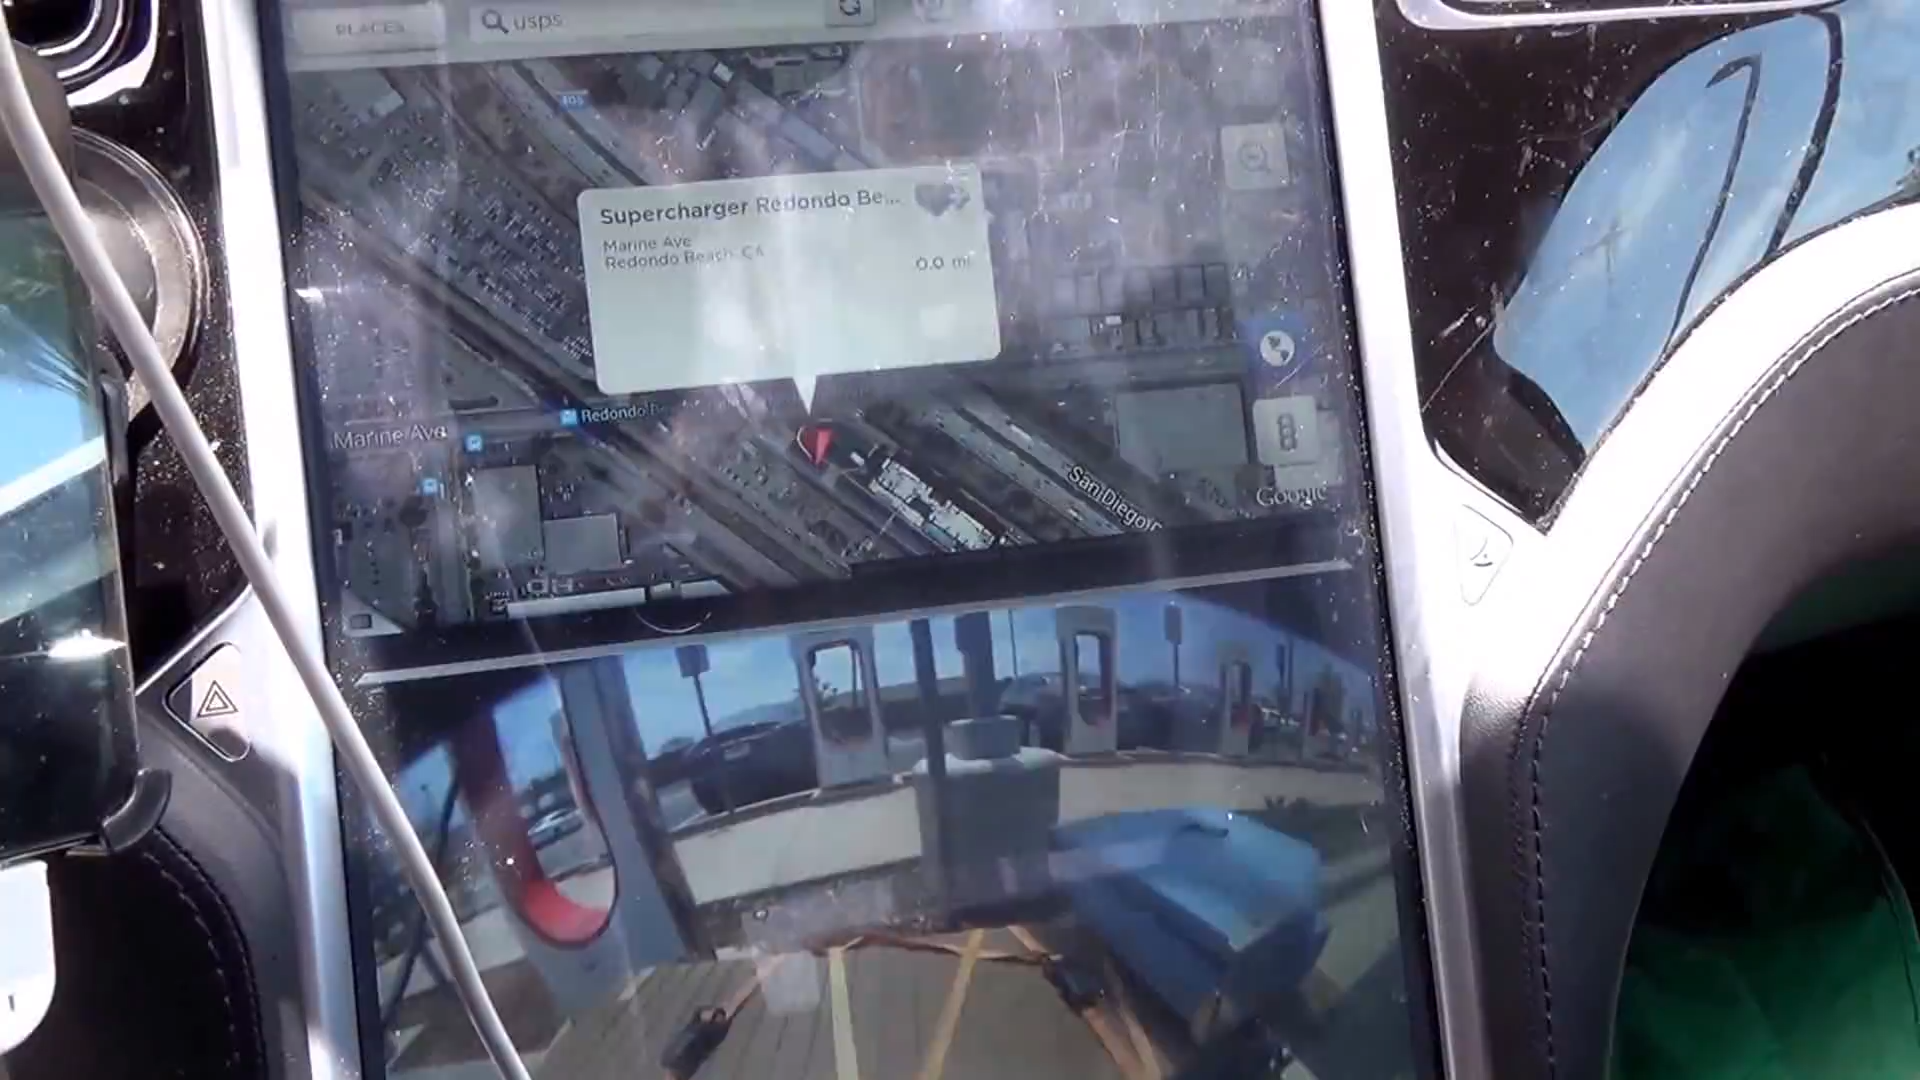 PLACES
usps
405
Supercharger Redondo Be...
Marine Ave
Redondo Beach, CA
0.0 mi
Redondo B
Marine Ave
San Diego
Google